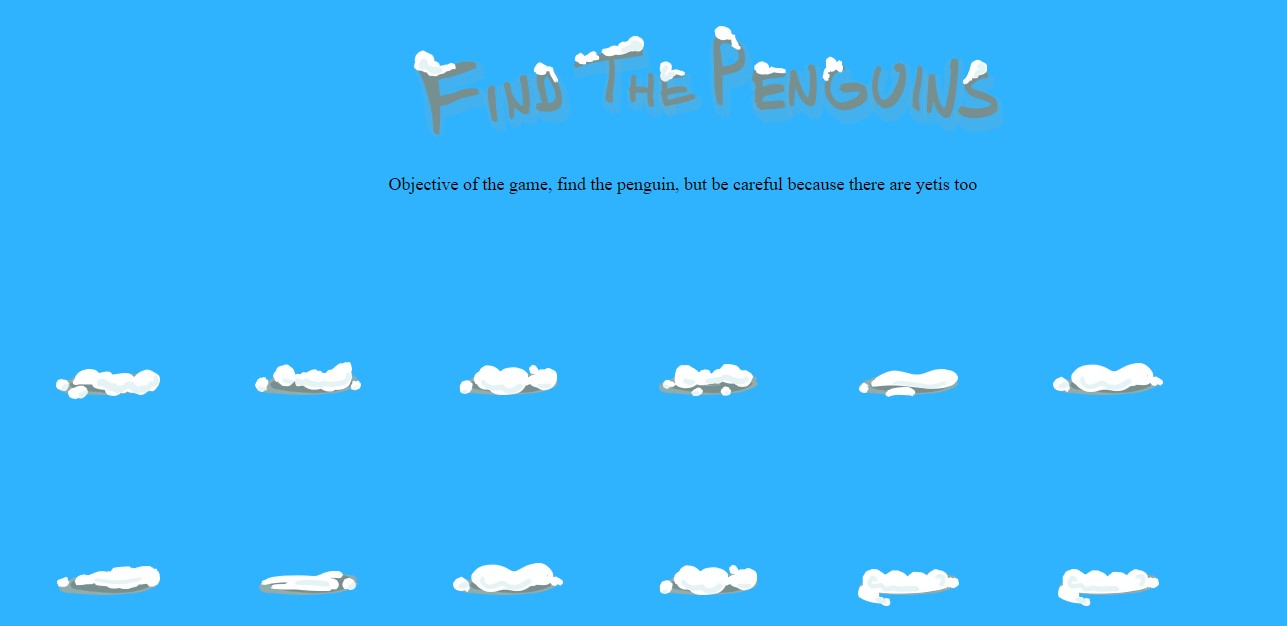 Find The Penguins
Objective of the game, find the penguin, but be careful because there are yetis too